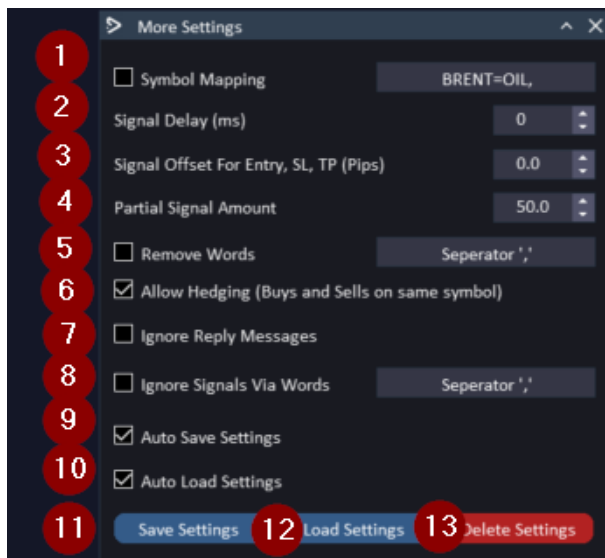 More Settings
1
Symbol Mapping BRENT=OIL,
2
Signal Delay (ms) 0
3
Signal Offset For Entry, SL, TP (Pips) 0.0
4
Partial Signal Amount 50.0
5
Remove Words Seperator ','
6
Allow Hedging (Buys and Sells on same symbol)
7
Ignore Reply Messages
8
Ignore Signals Via Words Seperator ','
9
Auto Save Settings
10
Auto Load Settings
11 Save Settings 12 Load Settings 13 Delete Settings